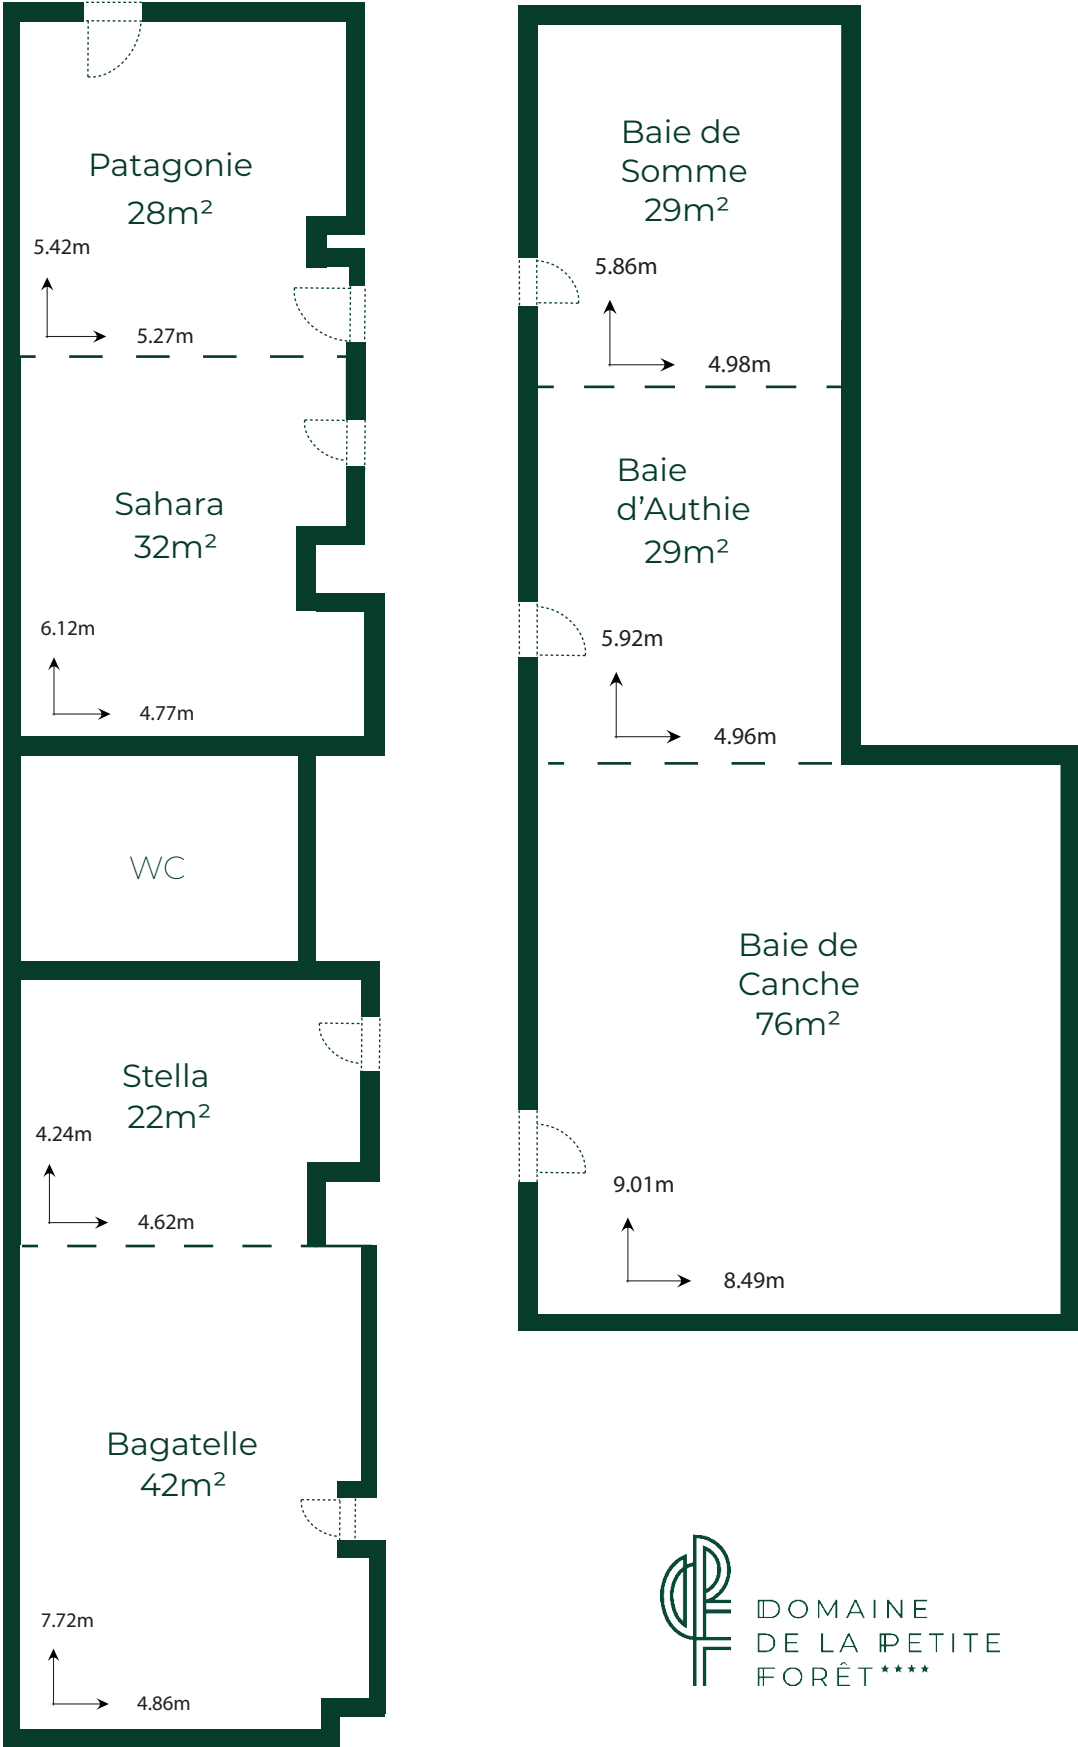 Patagonie
28m²
5.42m
5.27m
Sahara
32m²
6.12m
4.77m
WC
Stella
22m²
4.24m
4.62m
Bagatelle
42m²
7.72m
4.86m
Baie de
Somme
29m²
5.86m
4.98m
Baie
d’Authie
29m²
5.92m
4.96m
Baie de
Canche
76m²
9.01m
8.49m
DOMAINE
DE LA PETITE
FORÊT****